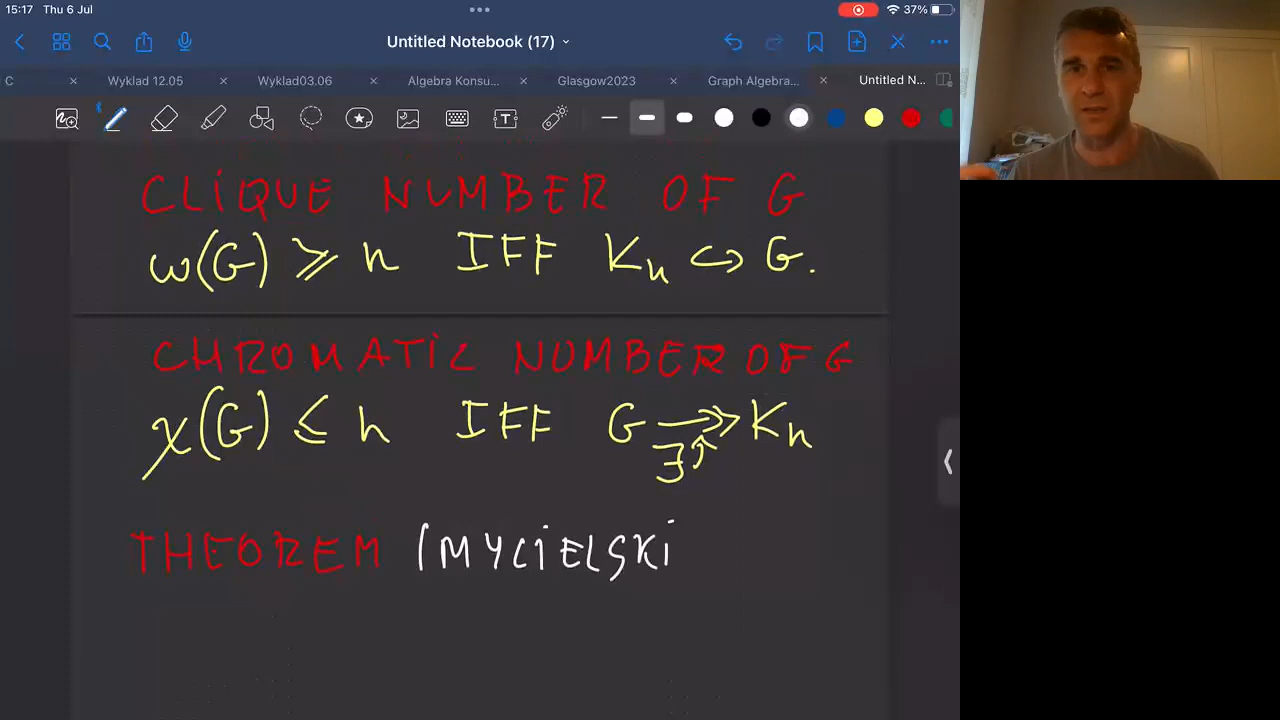 15:17 Thu 6 Jul 37%
Untitled Notebook (17)
C Wyklad 12.05 Wyklad03.06 Algebra Konsu... Glasgow2023 Graph Algebra... Untitled N...
CLIQUE NUMBER OF G
ω(G) ⩾ n IFF Kₙ ↪ G.
CHROMATIC NUMBER OF G
χ(G) ≤ n IFF G ↠ Kₙ
∃
THEOREM (MYCIELSKI